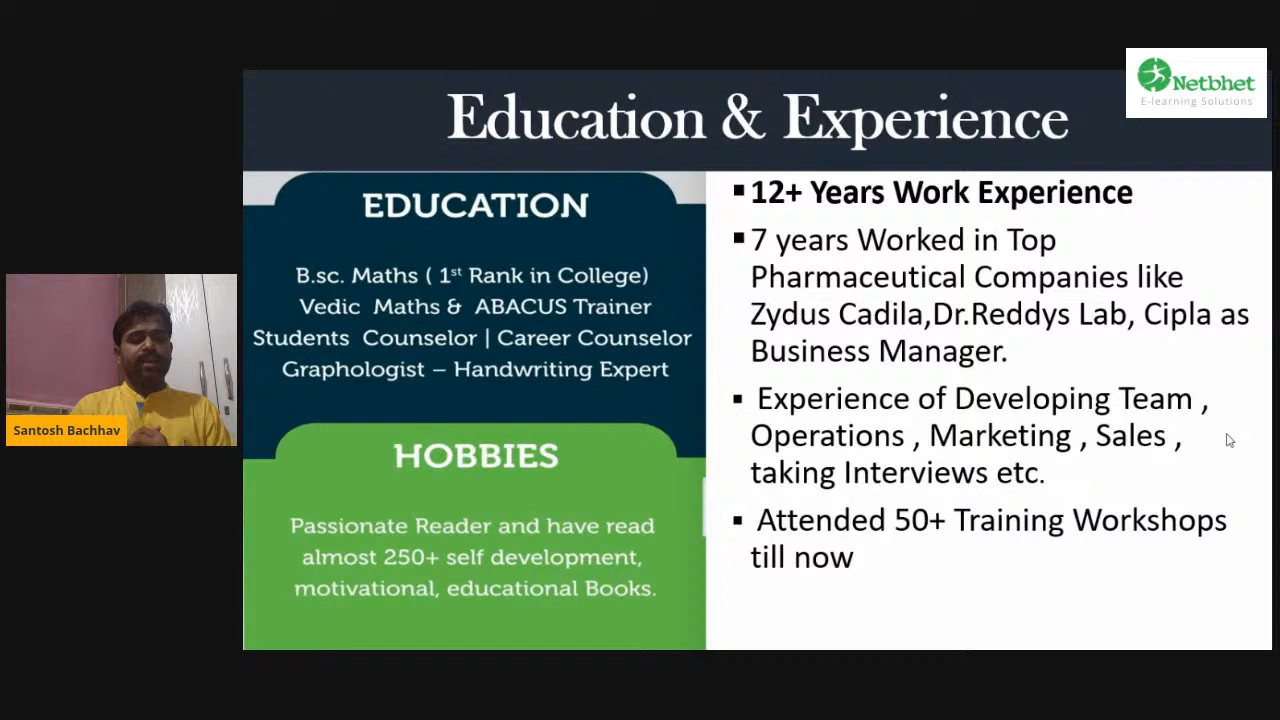 Netbhet
E-learning Solutions
Education & Experience
EDUCATION
B.sc. Maths ( 1st Rank in College)
Vedic Maths & ABACUS Trainer
Students Counselor | Career Counselor
Graphologist – Handwriting Expert
HOBBIES
Passionate Reader and have read
almost 250+ self development,
motivational, educational Books.
▪12+ Years Work Experience
▪7 years Worked in Top
Pharmaceutical Companies like
Zydus Cadila,Dr.Reddys Lab, Cipla as
Business Manager.
▪ Experience of Developing Team ,
Operations , Marketing , Sales ,
taking Interviews etc.
▪ Attended 50+ Training Workshops
till now
Santosh Bachhav